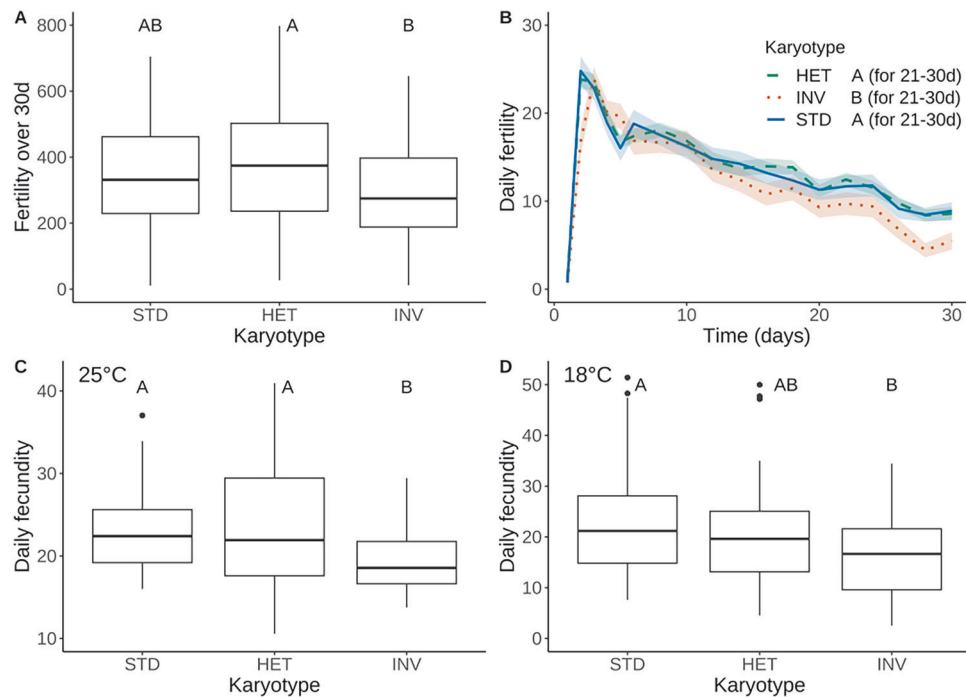 A
AB
A
B
800
600
400
200
0
Fertility over 30d
STD
HET
INV
Karyotype
B
Karyotype
HET A (for 21-30d)
INV B (for 21-30d)
STD A (for 21-30d)
30
20
10
0
Daily fertility
0
10
20
30
Time (days)
C
25°C
A
A
B
40
30
20
10
Daily fecundity
STD
HET
INV
Karyotype
D
18°C
A
AB
B
50
40
30
20
10
0
Daily fecundity
STD
HET
INV
Karyotype